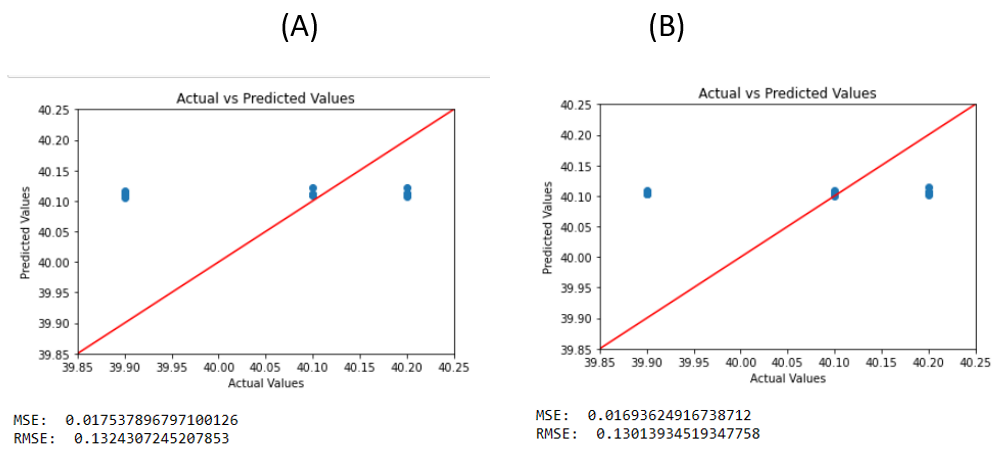 (A)
Actual vs Predicted Values
Predicted Values
40.25
40.20
40.15
40.10
40.05
40.00
39.95
39.90
39.85
39.85 39.90 39.95 40.00 40.05 40.10 40.15 40.20 40.25
Actual Values
MSE: 0.017537896797100126
RMSE: 0.1324307245207853
(B)
Actual vs Predicted Values
Predicted Values
40.25
40.20
40.15
40.10
40.05
40.00
39.95
39.90
39.85
39.85 39.90 39.95 40.00 40.05 40.10 40.15 40.20 40.25
Actual Values
MSE: 0.01693624916738712
RMSE: 0.13013934519347758